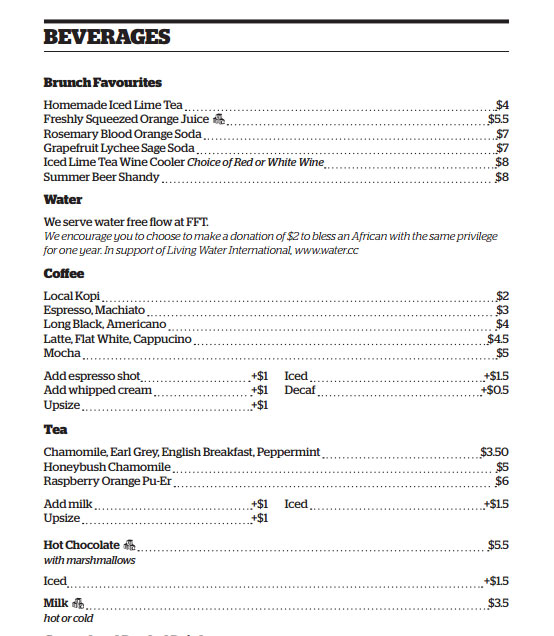 BEVERAGES
Brunch Favourites
Homemade Iced Lime Tea $4
Freshly Squeezed Orange Juice $5.5
Rosemary Blood Orange Soda $7
Grapefruit Lychee Sage Soda $7
Iced Lime Tea Wine Cooler Choice of Red or White Wine $8
Summer Beer Shandy $8
Water
We serve water free flow at FFT.
We encourage you to choose to make a donation of $2 to bless an African with the same privilege
for one year. In support of Living Water International, www.water.cc
Coffee
Local Kopi $2
Espresso, Machiato $3
Long Black, Americano $4
Latte, Flat White, Cappucino $4.5
Mocha $5
Add espresso shot +$1 Iced +$1.5
Add whipped cream +$1 Decaf +$0.5
Upsize +$1
Tea
Chamomile, Earl Grey, English Breakfast, Peppermint $3.50
Honeybush Chamomile $5
Raspberry Orange Pu-Er $6
Add milk +$1 Iced +$1.5
Upsize +$1
Hot Chocolate $5.5
with marshmallows
Iced +$1.5
Milk $3.5
hot or cold